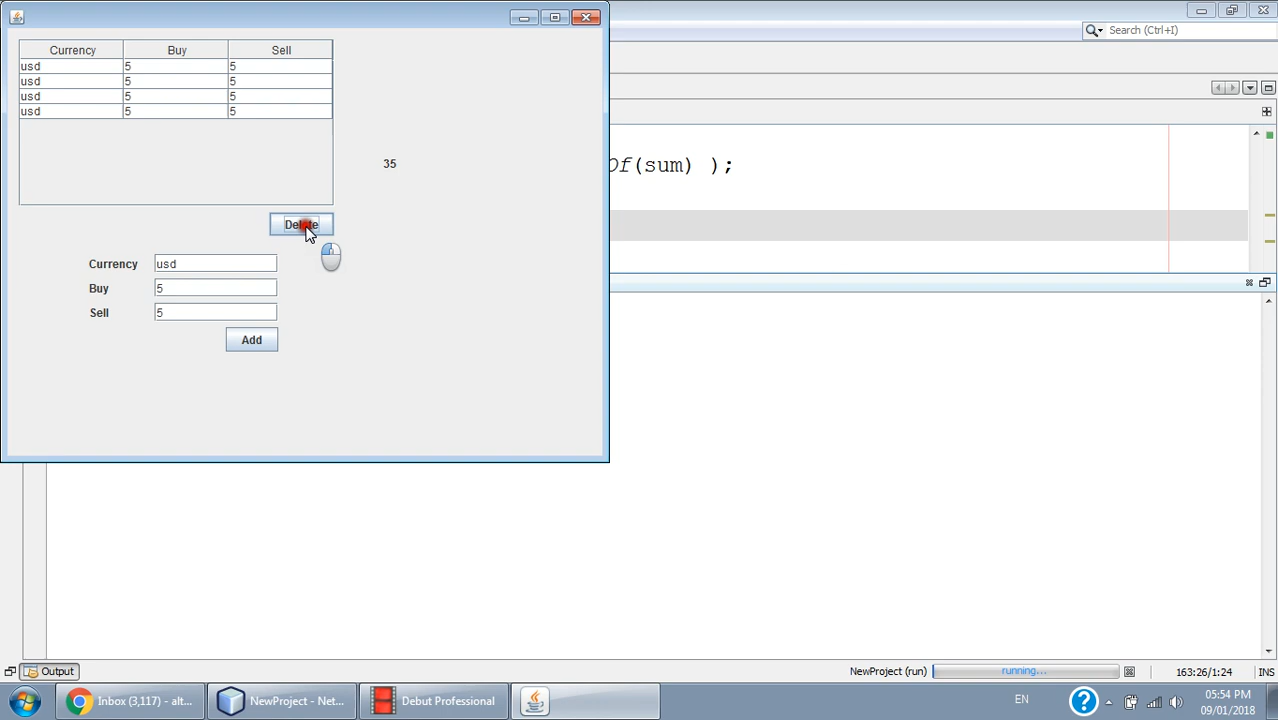 Search (Ctrl+I)
Currency Buy Sell
usd 5 5
usd 5 5
usd 5 5
usd 5 5
35
Of(sum) );
Delete
Currency usd
Buy 5
Sell 5
Add
Output
NewProject (run) running... 163:26/1:24 INS
Inbox (3,117) - alt... NewProject - Net... Debut Professional EN 05:54 PM
09/01/2018